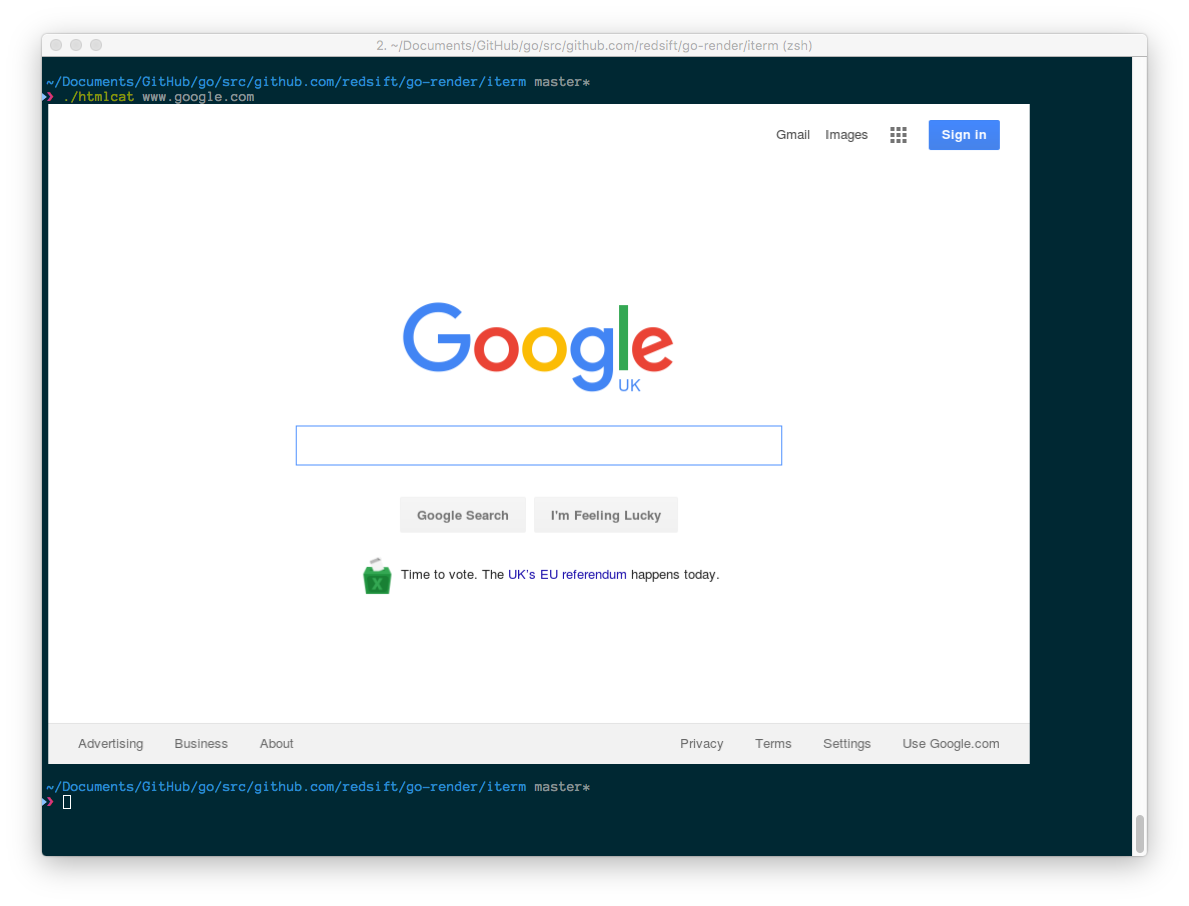 2. ~/Documents/GitHub/go/src/github.com/redsift/go-render/iterm (zsh)
~/Documents/GitHub/go/src/github.com/redsift/go-render/iterm master*
❯ ./htmlcat www.google.com
Gmail Images Sign in
Google
UK
Google Search I'm Feeling Lucky
X Time to vote. The UK's EU referendum happens today.
Advertising Business About Privacy Terms Settings Use Google.com
~/Documents/GitHub/go/src/github.com/redsift/go-render/iterm master*
❯